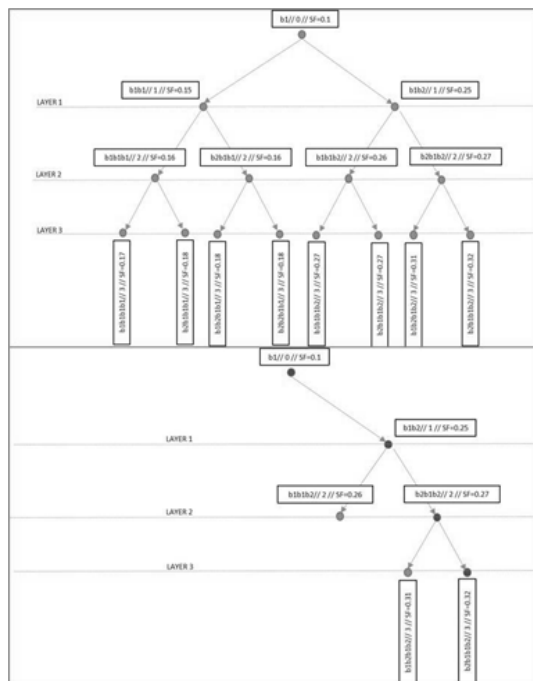 b1// 0 // SF=0.1
b1b1// 1 // SF=0.15
b1b2// 1 // SF=0.25
LAYER 1
b1b1b1// 2 // SF=0.16
b2b1b1// 2 // SF=0.16
b1b1b2// 2 // SF=0.26
b2b1b2// 2 // SF=0.27
LAYER 2
LAYER 3
b1b1b1b1// 3 // SF=0.17
b2b1b1b1// 3 // SF=0.18
b1b2b1b1// 3 // SF=0.18
b2b2b1b1// 3 // SF=0.18
b1b1b1b2// 3 // SF=0.27
b2b1b1b2// 3 // SF=0.27
b1b2b1b2// 3 // SF=0.31
b2b2b1b2// 3 // SF=0.32
b1// 0 // SF=0.1
b1b2// 1 // SF=0.25
LAYER 1
b1b1b2// 2 // SF=0.26
b2b1b2// 2 // SF=0.27
LAYER 2
LAYER 3
b1b2b1b2// 3 // SF=0.31
b2b1b1b2// 3 // SF=0.32